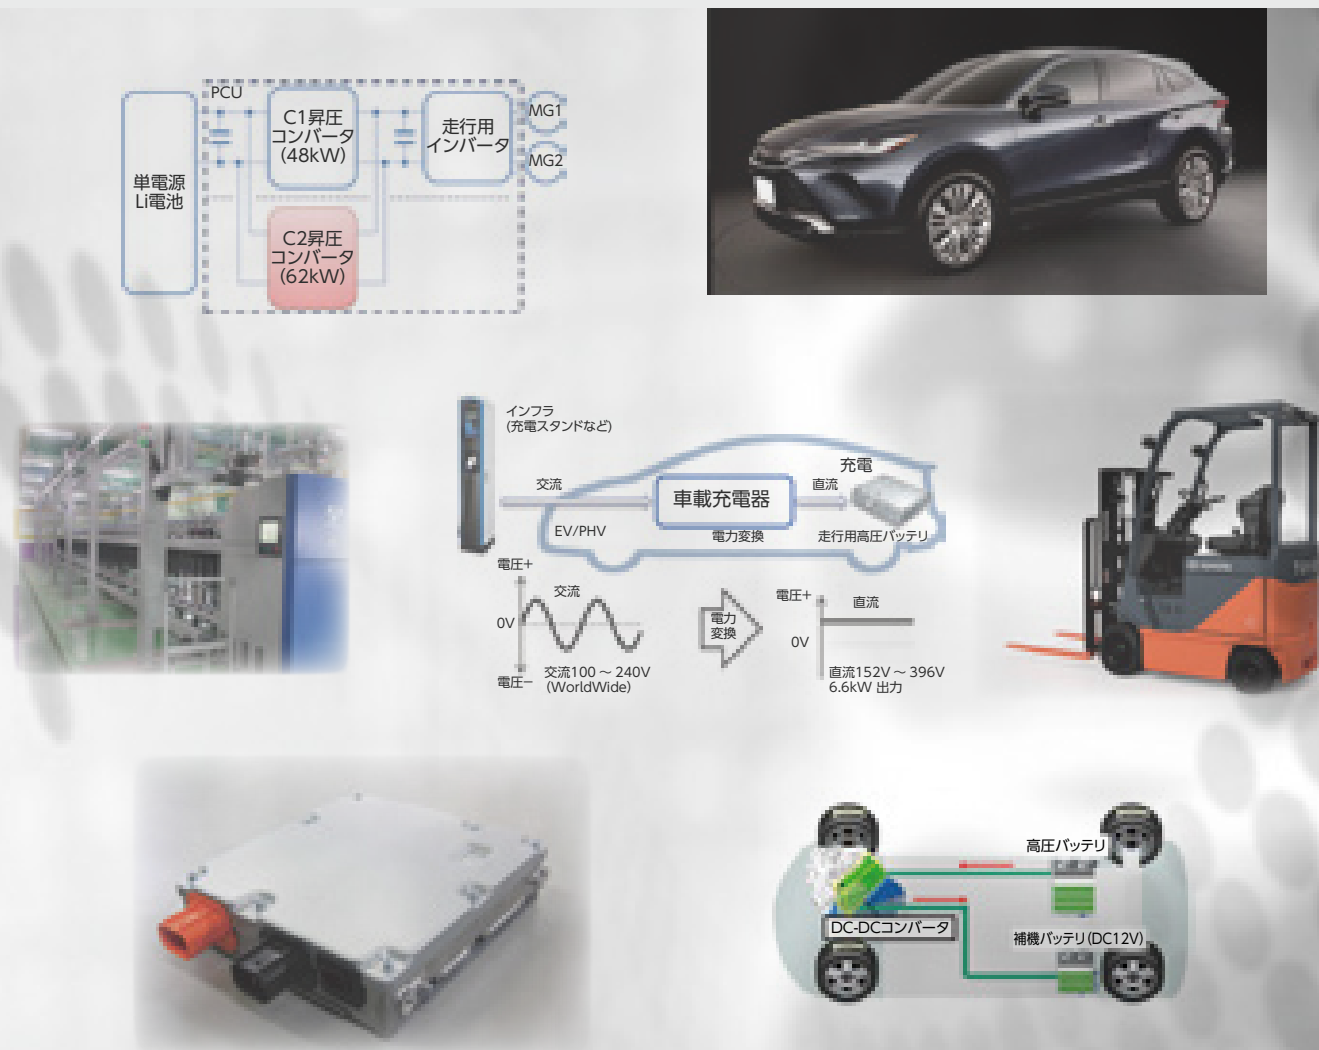 PCU
単電源
Li電池
C1昇圧
コンバータ
(48kW)
走行用
インバータ
MG1
MG2
C2昇圧
コンバータ
(62kW)
インフラ
(充電スタンドなど)
交流
車載充電器
直流
充電
EV/PHV
電力変換
走行用高圧バッテリ
電圧+
交流
0V
電圧−
交流100 ~ 240V
(WorldWide)
電力
変換
電圧+
直流
0V
直流152V ~ 396V
6.6kW 出力
高圧バッテリ
DC-DCコンバータ
補機バッテリ(DC12V)